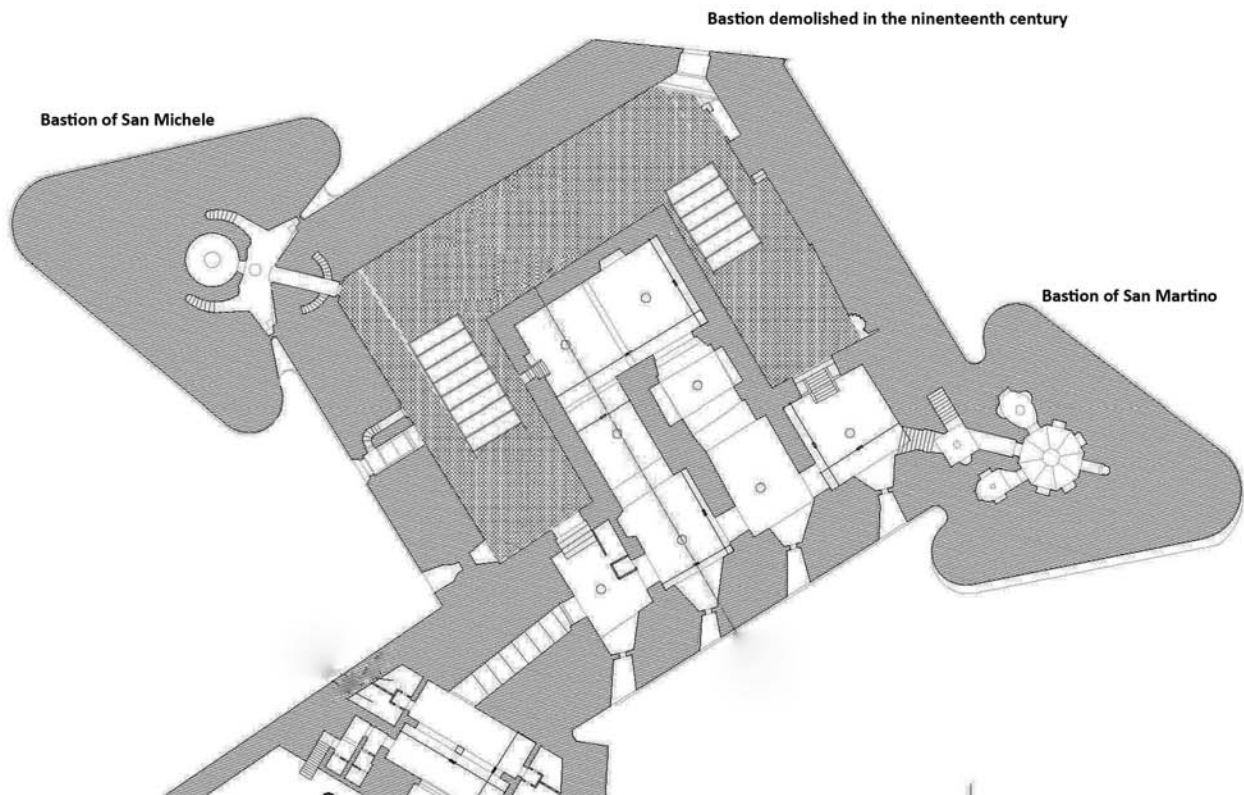 Bastion demolished in the ninenteenth century
Bastion of San Michele
Bastion of San Martino